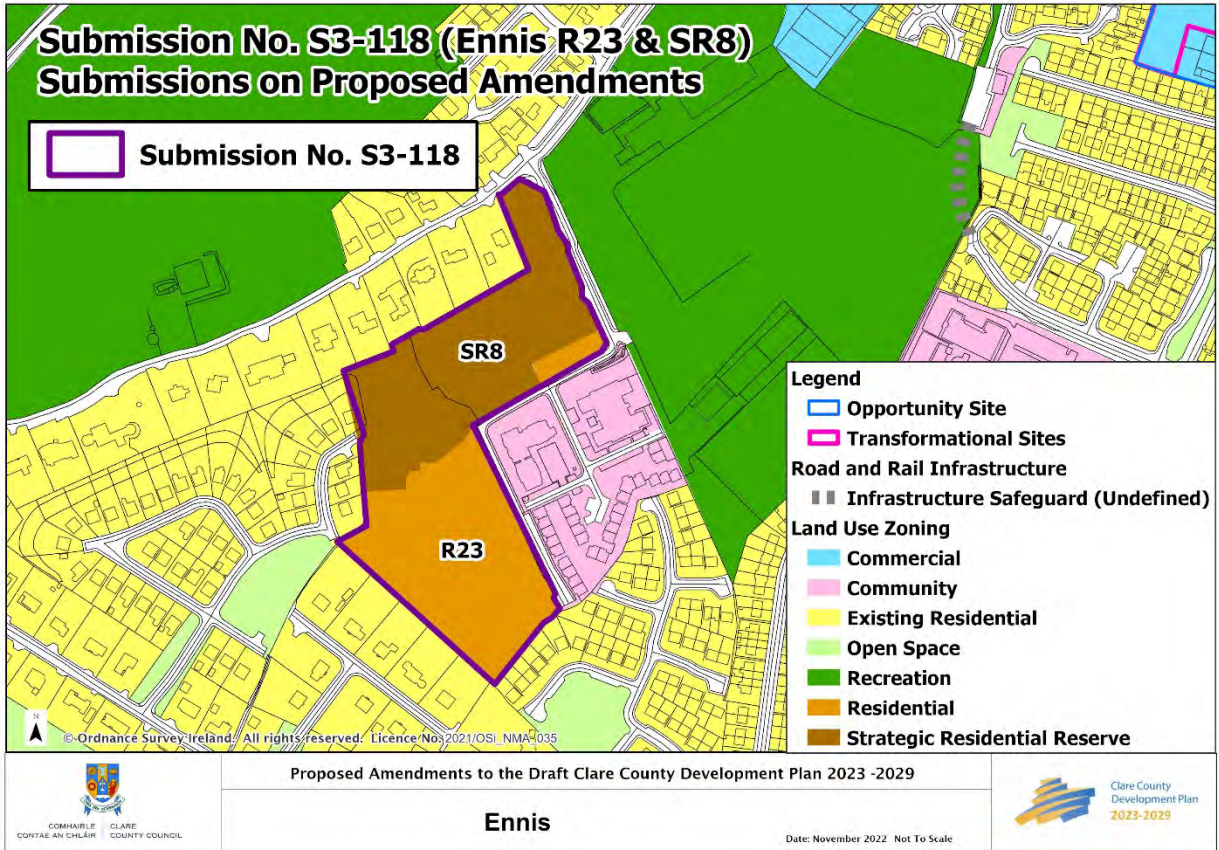 Submission No. S3-118 (Ennis R23 & SR8)
Submissions on Proposed Amendments
Submission No. S3-118
SR8
R23
Legend
Opportunity Site
Transformational Sites
Road and Rail Infrastructure
Infrastructure Safeguard (Undefined)
Land Use Zoning
Commercial
Community
Existing Residential
Open Space
Recreation
Residential
Strategic Residential Reserve
N
© Ordnance Survey Ireland. All rights reserved. Licence No. 2021/OSi_NMA_035
COMHAIRLE
CONTAE AN CHLÁIR
CLARE
COUNTY COUNCIL
Proposed Amendments to the Draft Clare County Development Plan 2023 -2029
Ennis
Date: November 2022 Not To Scale
Clare County
Development Plan
2023-2029